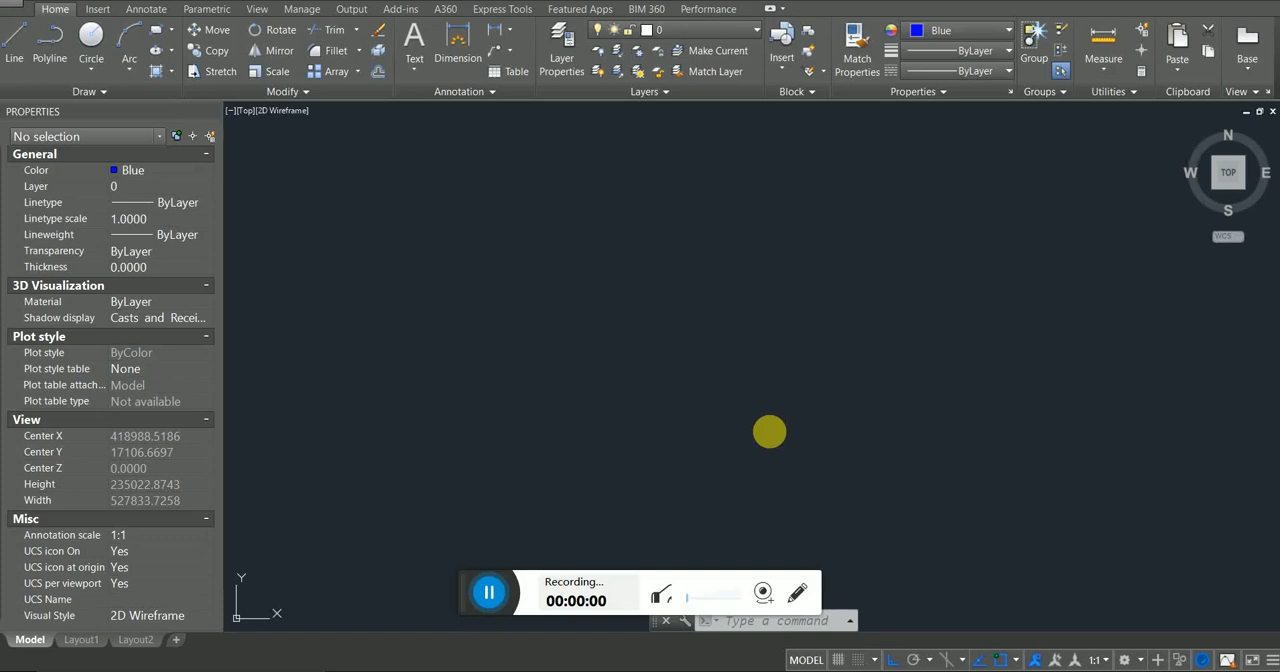 Home Insert Annotate Parametric View Manage Output Add-ins A360 Express Tools Featured Apps BIM 360 Performance
Line Polyline Circle Arc
Move Rotate Trim
Copy Mirror Fillet
Stretch Scale Array
Text Dimension Table
Layer Properties
0
Make Current
Match Layer
Insert
Match Properties
Blue
ByLayer
ByLayer
Group
Measure
Paste
Base
Draw Modify Annotation Layers Block Properties Groups Utilities Clipboard View
PROPERTIES
[−][Top][2D Wireframe]
No selection
General
Color Blue
Layer 0
Linetype ByLayer
Linetype scale 1.0000
Lineweight ByLayer
Transparency ByLayer
Thickness 0.0000
3D Visualization
Material ByLayer
Shadow display Casts and Recei...
Plot style
Plot style ByColor
Plot style table None
Plot table attach... Model
Plot table type Not available
View
Center X 418988.5186
Center Y 17106.6697
Center Z 0.0000
Height 235022.8743
Width 527833.7258
Misc
Annotation scale 1:1
UCS icon On Yes
UCS icon at origin Yes
UCS per viewport Yes
UCS Name
Visual Style 2D Wireframe
N
W TOP E
S
WCS
Y
X
Recording...
00:00:00
Type a command
Model Layout1 Layout2 +
MODEL 1:1